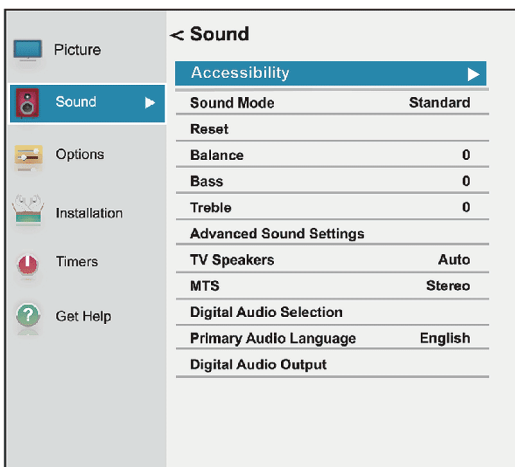 Picture
Sound
Options
Installation
Timers
Get Help
< Sound
Accessibility
Sound Mode Standard
Reset
Balance 0
Bass 0
Treble 0
Advanced Sound Settings
TV Speakers Auto
MTS Stereo
Digital Audio Selection
Primary Audio Language English
Digital Audio Output